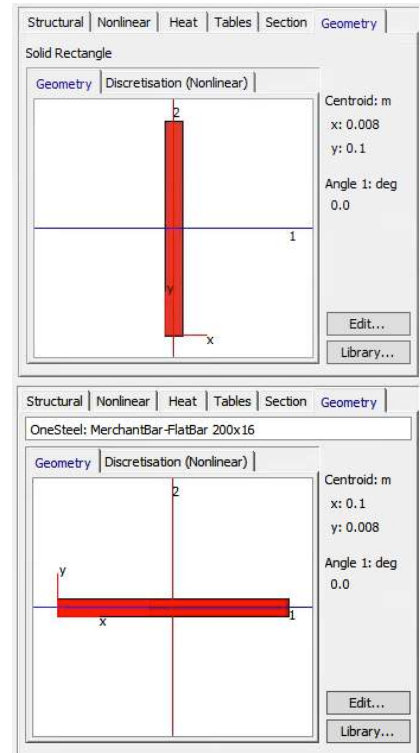 Structural Nonlinear Heat Tables Section Geometry
Solid Rectangle
Geometry Discretisation (Nonlinear)
Centroid: m
x: 0.008
y: 0.1
Angle 1: deg
0.0
2
1
y
x
Edit...
Library...
Structural Nonlinear Heat Tables Section Geometry
OneSteel: MerchantBar-FlatBar 200x16
Geometry Discretisation (Nonlinear)
Centroid: m
x: 0.1
y: 0.008
Angle 1: deg
0.0
2
y
1
x
Edit...
Library...